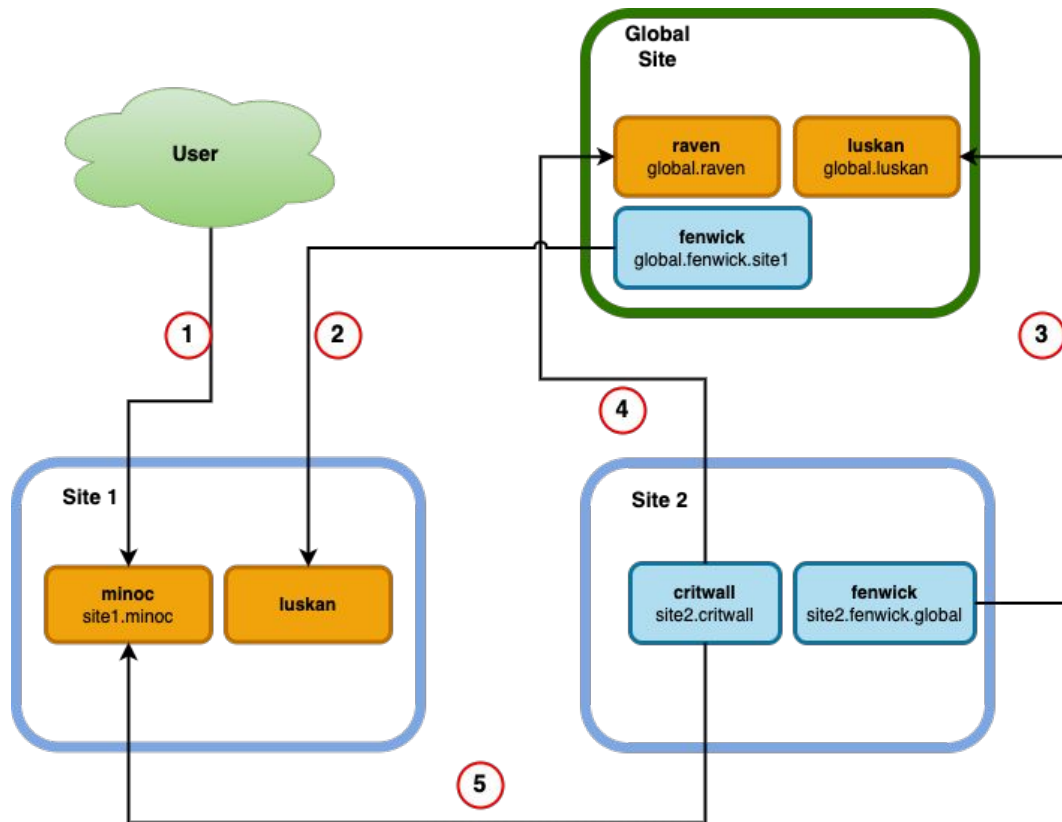 Global
Site
raven
global.raven
luskan
global.luskan
User
fenwick
global.fenwick.site1
1
2
3
4
Site 1
Site 2
minoc
site1.minoc
luskan
critwall
site2.critwall
fenwick
site2.fenwick.global
5